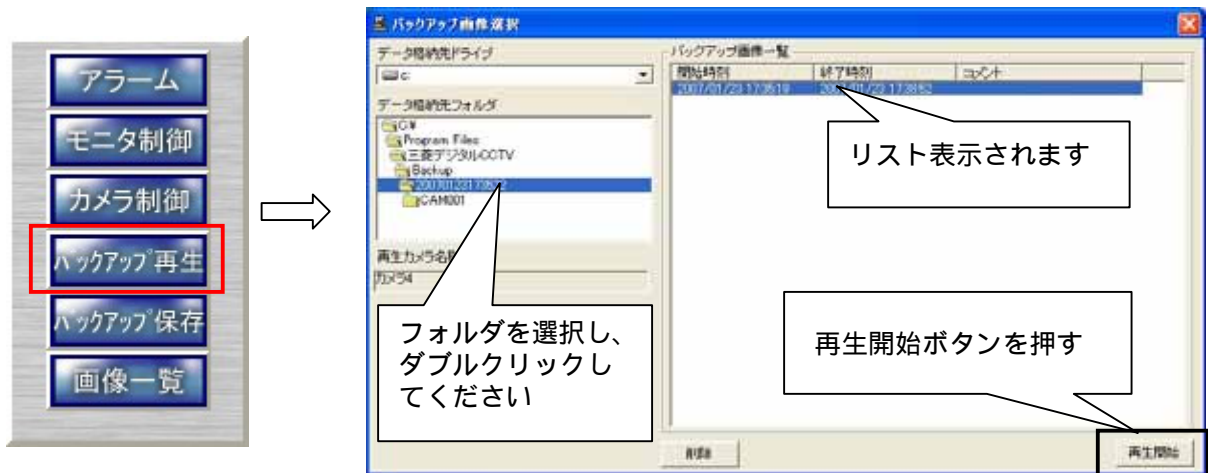 アラーム
モニタ制御
カメラ制御
バックアップ再生
バックアップ保存
画像一覧
バックアップ画像選択
データ格納先ドライブ
c:
データ格納先フォルダ
C:¥
Program Files
三菱デジタルCCTV
Backup
CAM001
再生カメラ名
カメラ4
フォルダを選択し、
ダブルクリックし
てください
バックアップ画像一覧
開始時刻 終了時刻 コメント
リスト表示されます
再生開始ボタンを押す
削除
再生開始